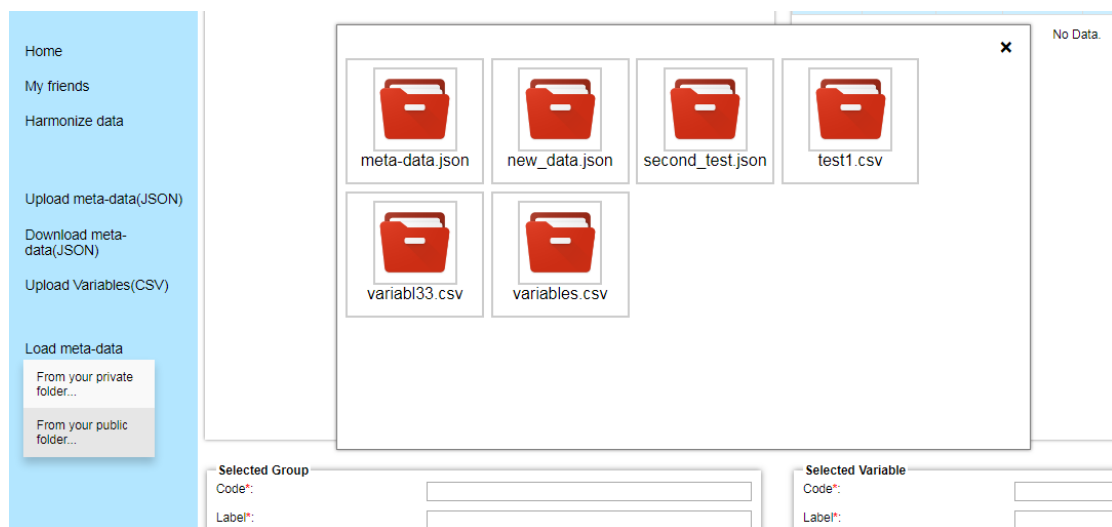 Home
My friends
Harmonize data
Upload meta-data(JSON)
Download meta-
data(JSON)
Upload Variables(CSV)
Load meta-data
From your private
folder...
From your public
folder...
×
meta-data.json
new_data.json
second_test.json
test1.csv
variabl33.csv
variables.csv
No Data.
Selected Group
Code*:
Label*:
Selected Variable
Code*:
Label*: